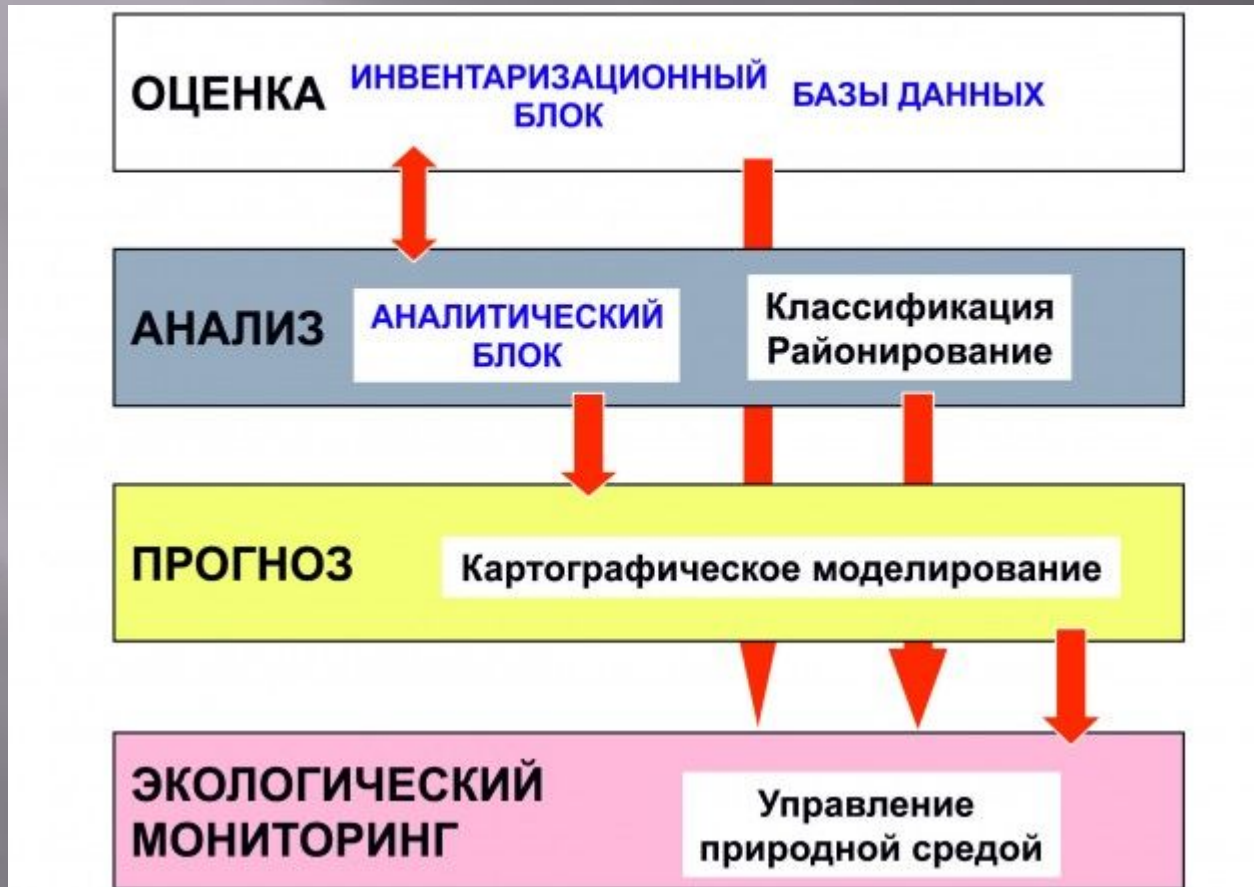 ОЦЕНКА
ИНВЕНТАРИЗАЦИОННЫЙ
БЛОК
БАЗЫ ДАННЫХ
АНАЛИЗ
АНАЛИТИЧЕСКИЙ
БЛОК
Классификация
Районирование
ПРОГНОЗ
Картографическое моделирование
ЭКОЛОГИЧЕСКИЙ
МОНИТОРИНГ
Управление
природной средой